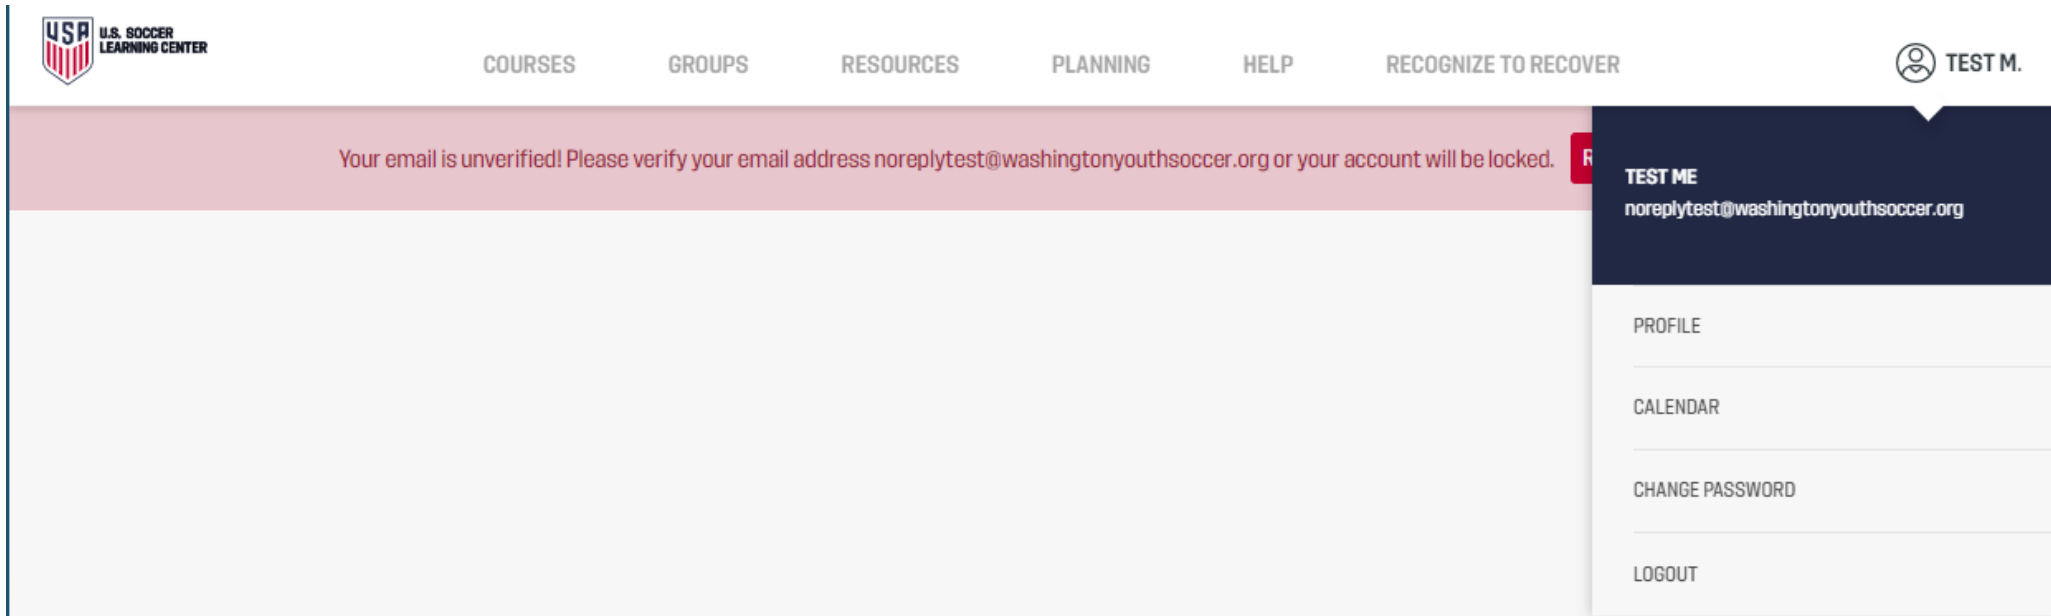 USA
U.S. SOCCER
LEARNING CENTER
COURSES GROUPS RESOURCES PLANNING HELP RECOGNIZE TO RECOVER TEST M.
Your email is unverified! Please verify your email address noreplytest@washingtonyouthsoccer.org or your account will be locked.
TEST ME
noreplytest@washingtonyouthsoccer.org
PROFILE
CALENDAR
CHANGE PASSWORD
LOGOUT